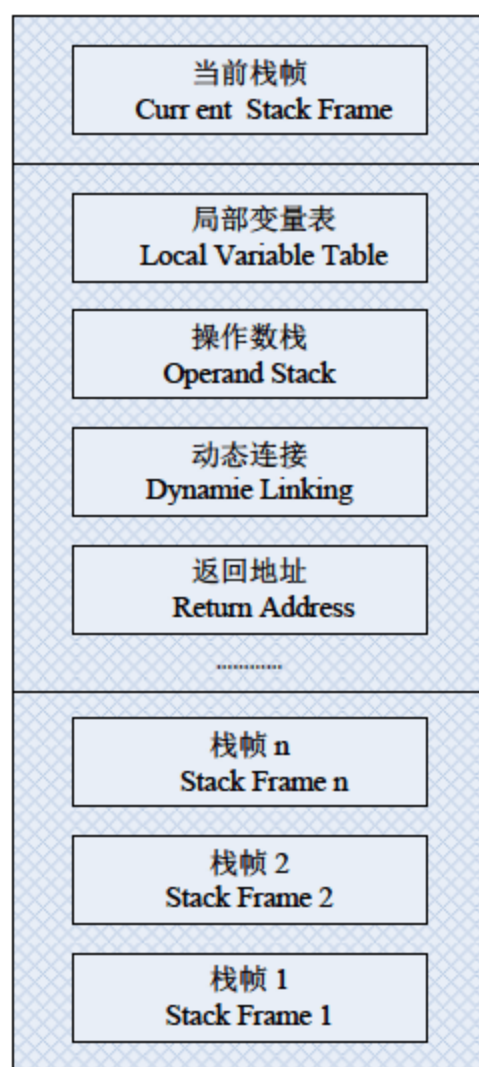 当前栈帧
Curr ent Stack Frame
局部变量表
Local Variable Table
操作数栈
Operand Stack
动态连接
Dynamie Linking
返回地址
Return Address
............
栈帧 n
Stack Frame n
栈帧 2
Stack Frame 2
栈帧 1
Stack Frame 1